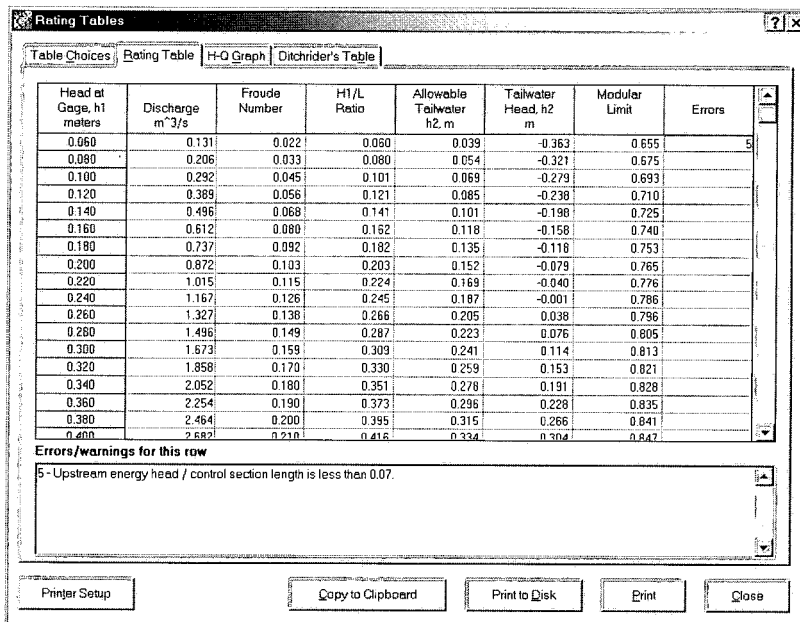 Rating Tables
Table Choices Rating Table H-Q Graph Ditchrider's Table
Head at Gage, h1 meters Discharge m^3/s Froude Number H1/L Ratio Allowable Tailwater h2, m Tailwater Head, h2 m Modular Limit Errors
0.060 0.131 0.022 0.060 0.039 -0.363 0.655 5
0.080 0.206 0.033 0.080 0.054 -0.321 0.675
0.100 0.292 0.045 0.101 0.069 -0.279 0.693
0.120 0.389 0.056 0.121 0.085 -0.238 0.710
0.140 0.496 0.068 0.141 0.101 -0.198 0.725
0.160 0.612 0.080 0.162 0.118 -0.158 0.740
0.180 0.737 0.092 0.182 0.135 -0.118 0.753
0.200 0.872 0.103 0.203 0.152 -0.079 0.765
0.220 1.015 0.115 0.224 0.169 -0.040 0.776
0.240 1.167 0.126 0.245 0.187 -0.001 0.786
0.260 1.327 0.138 0.266 0.205 0.038 0.796
0.280 1.496 0.149 0.287 0.223 0.076 0.805
0.300 1.673 0.159 0.309 0.241 0.114 0.813
0.320 1.858 0.170 0.330 0.259 0.153 0.821
0.340 2.052 0.180 0.351 0.278 0.191 0.828
0.360 2.254 0.190 0.373 0.296 0.228 0.835
0.380 2.464 0.200 0.395 0.315 0.266 0.841
0.400 2.682 0.210 0.416 0.334 0.304 0.847
Errors/warnings for this row
5 - Upstream energy head / control section length is less than 0.07.
Printer Setup Copy to Clipboard Print to Disk Print Close